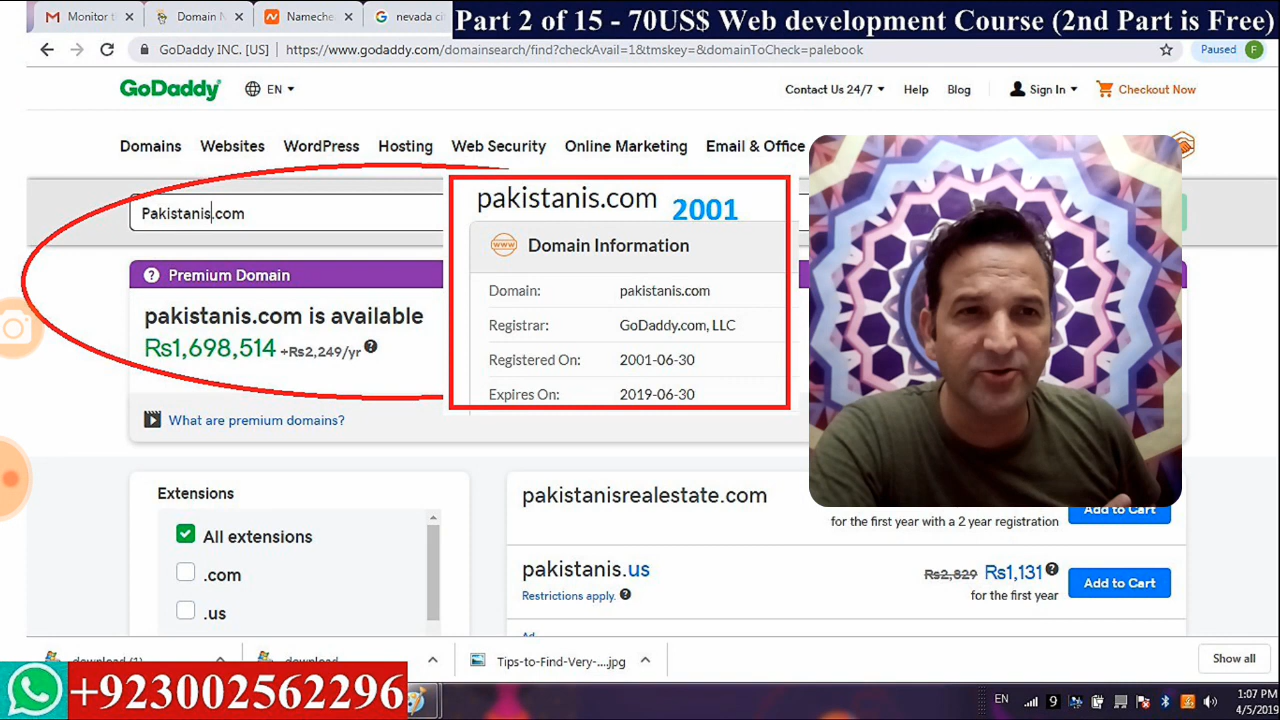 Part 2 of 15 - 70US$ Web development Course (2nd Part is Free)
Monitor t
Domain N
Nameche
nevada ci
GoDaddy INC. [US] | https://www.godaddy.com/domainsearch/find?checkAvail=1&tmskey=&domainToCheck=palebook
Paused F
GoDaddy EN Contact Us 24/7 Help Blog Sign In Checkout Now
Domains Websites WordPress Hosting Web Security Online Marketing Email & Office
Pakistanis.com
? Premium Domain
pakistanis.com is available
Rs1,698,514 +Rs2,249/yr ?
What are premium domains?
pakistanis.com 2001
www Domain Information
Domain: pakistanis.com
Registrar: GoDaddy.com, LLC
Registered On: 2001-06-30
Expires On: 2019-06-30
Extensions
All extensions
.com
.us
pakistanisrealestate.com
Add to Cart
for the first year with a 2 year registration
pakistanis.us Rs2,829 Rs1,131 ? Add to Cart
Restrictions apply. ? for the first year
Ad
download (1)
download
Tips-to-Find-Very-....jpg
Show all
+923002562296
EN
9
1:07 PM
4/5/2019